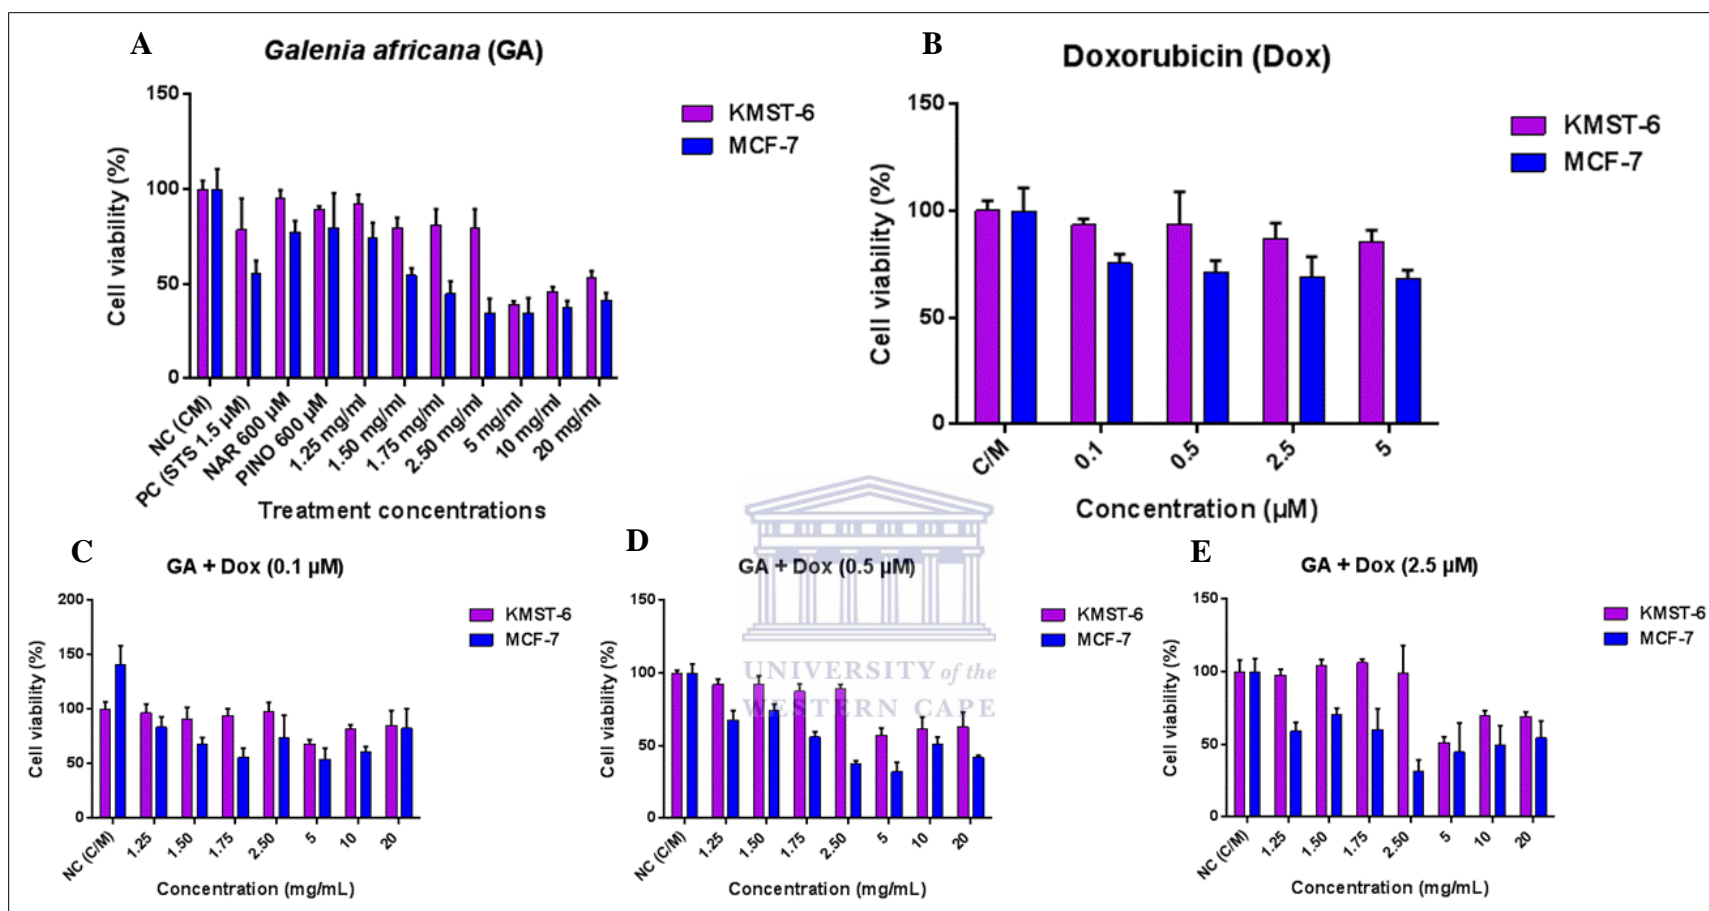 A
Galenia africana (GA)
150
100
50
0
Cell viability (%)
KMST-6
MCF-7
NC (CM)
PC (STS 1.5 µM)
NAR 600 µM
PINO 600 µM
1.25 mg/ml
1.50 mg/ml
1.75 mg/ml
2.50 mg/ml
5 mg/ml
10 mg/ml
20 mg/ml
Treatment concentrations
B
Doxorubicin (Dox)
150
100
50
0
Cell viability (%)
KMST-6
MCF-7
C/M
0.1
0.5
2.5
5
Concentration (µM)
C
GA + Dox (0.1 µM)
200
150
100
50
0
Cell viability (%)
KMST-6
MCF-7
NC (C/M)
1.25
1.50
1.75
2.50
5
10
20
Concentration (mg/mL)
D
GA + Dox (0.5 µM)
150
100
50
0
Cell viability (%)
KMST-6
MCF-7
NC (C/M)
1.25
1.50
1.75
2.50
5
10
20
Concentration (mg/mL)
UNIVERSITY of the
WESTERN CAPE
E
GA + Dox (2.5 µM)
150
100
50
0
Cell viability (%)
KMST-6
MCF-7
NC (C/M)
1.25
1.50
1.75
2.50
5
10
20
Concentration (mg/mL)